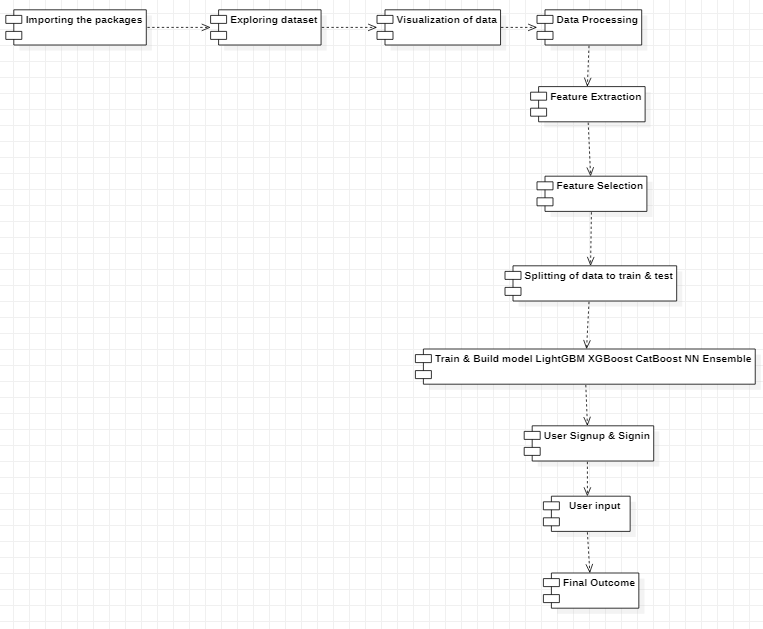 Importing the packages
Exploring dataset
Visualization of data
Data Processing
Feature Extraction
Feature Selection
Splitting of data to train & test
Train & Build model LightGBM XGBoost CatBoost NN Ensemble
User Signup & Signin
User input
Final Outcome